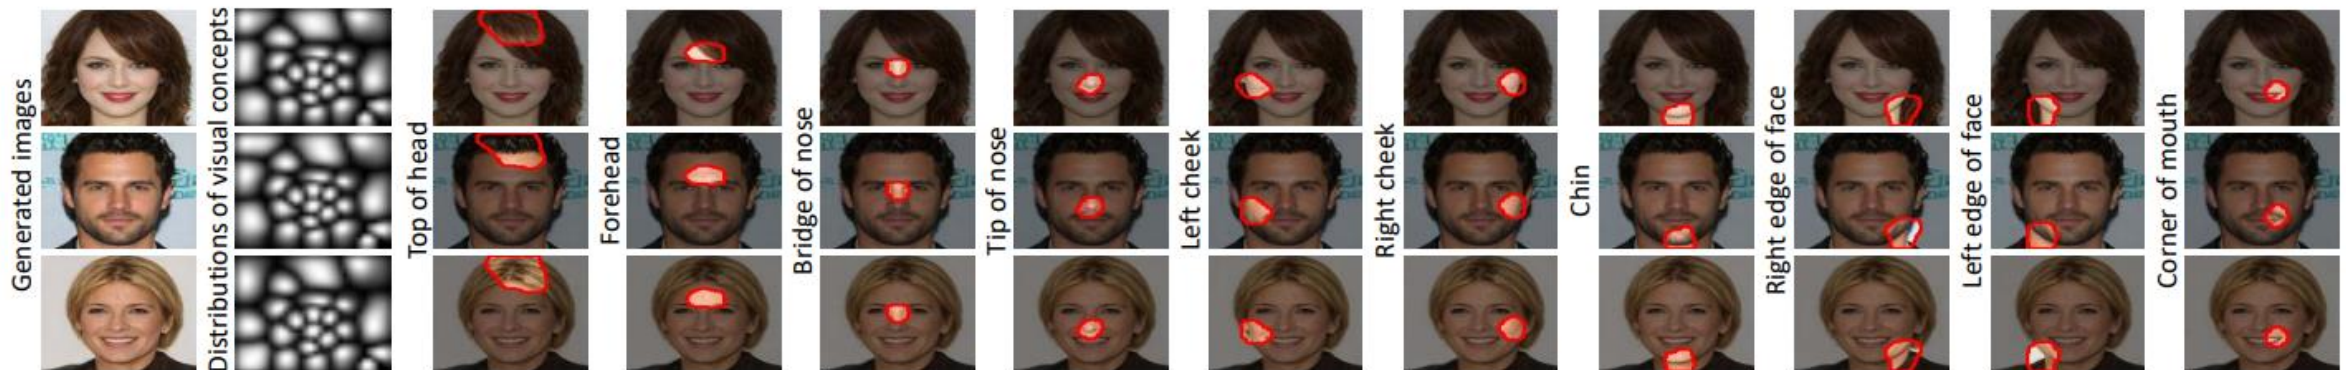 Generated images
Distributions of visual concepts
Top of head
Forehead
Bridge of nose
Tip of nose
Left cheek
Right cheek
Chin
Right edge of face
Left edge of face
Corner of mouth